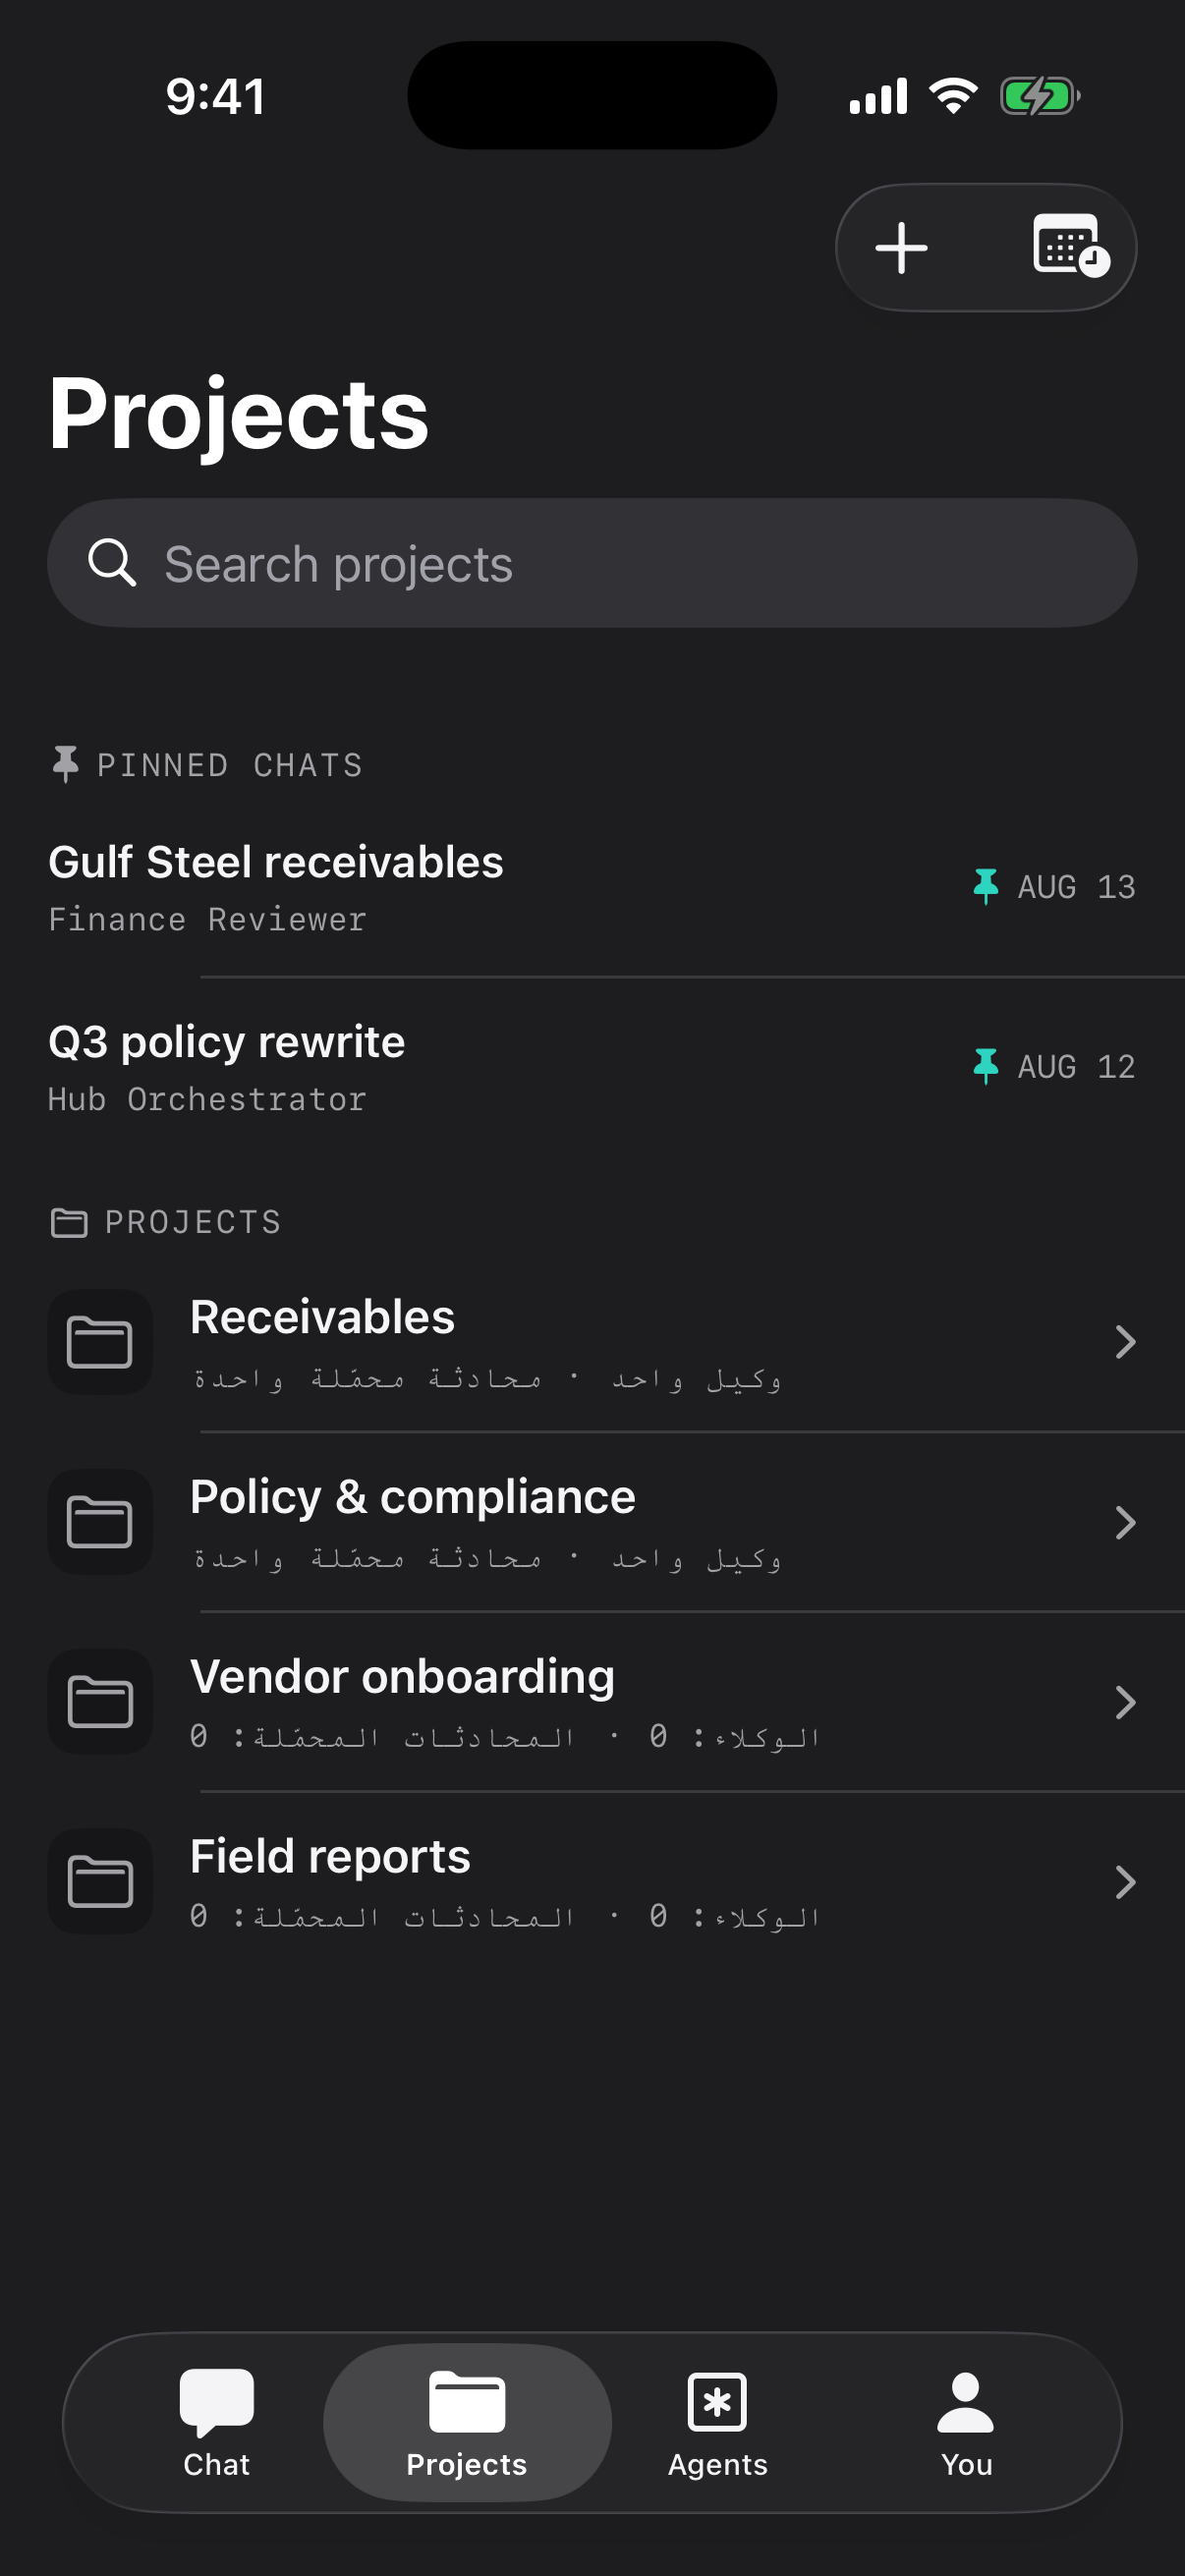 9:41
Projects
Search projects
PINNED CHATS
Gulf Steel receivables
Finance Reviewer
AUG 13
Q3 policy rewrite
Hub Orchestrator
AUG 12
PROJECTS
Receivables
وكيل واحد · محادثة محمّلة واحدة
Policy & compliance
وكيل واحد · محادثة محمّلة واحدة
Vendor onboarding
الوكلاء: 0 · المحادثات المحمّلة: 0
Field reports
الوكلاء: 0 · المحادثات المحمّلة: 0
Chat
Projects
Agents
You